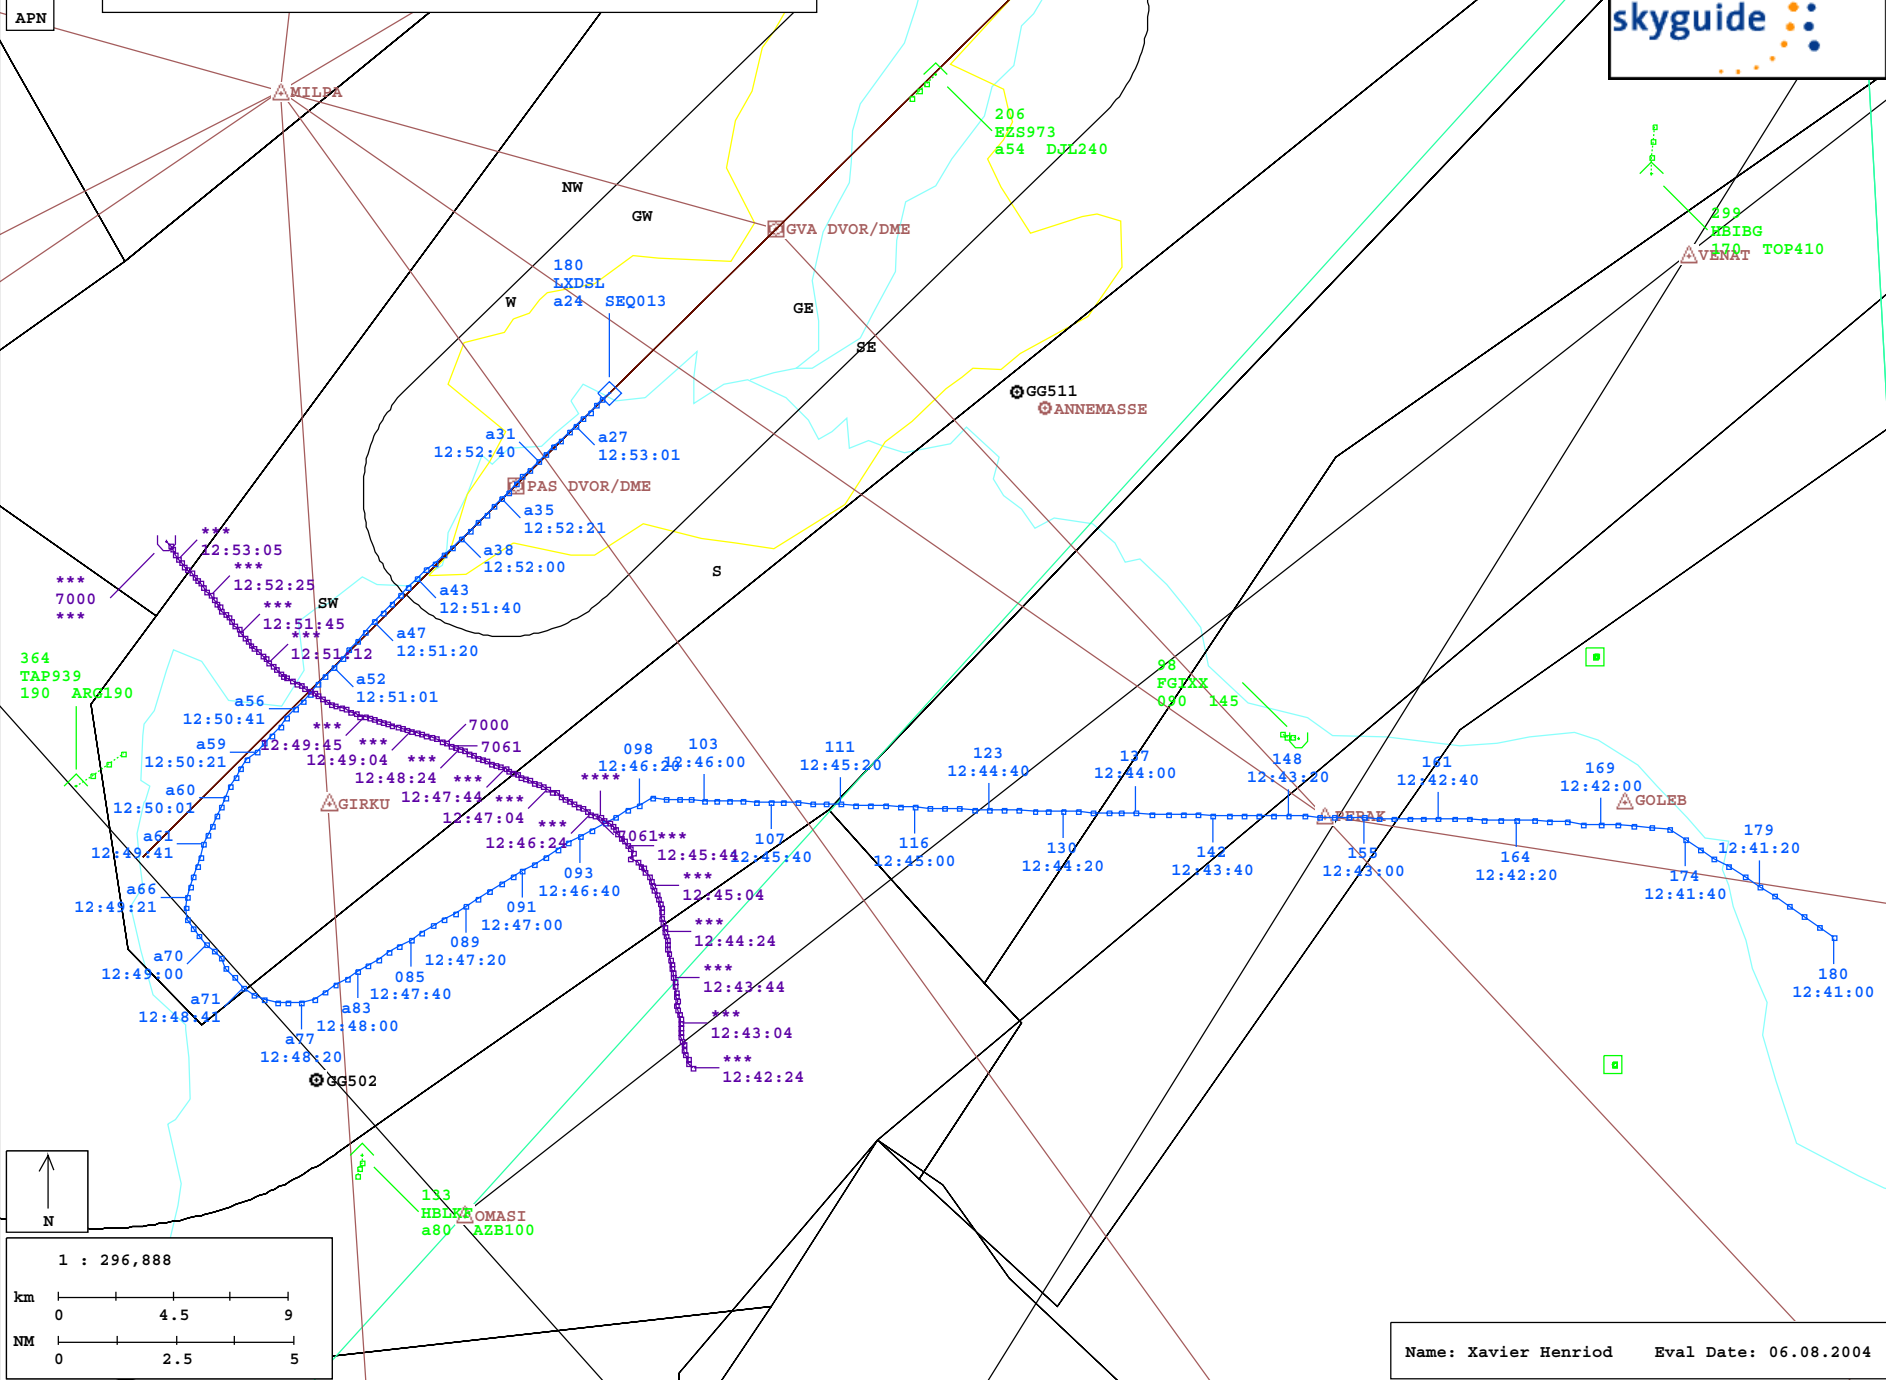 APN
skyguide
MILPA
206
EZS973
a54 DJL240
NW
GW
GVA DVOR/DME
299
HBIBG
170 TOP410
VENAT
180
LXDSL
a24 SEQ013
W
GE
SE
GG511
ANNEMASSE
a31
12:52:40
a27
12:53:01
PAS DVOR/DME
a35
12:52:21
***
12:53:05
a38
12:52:00
***
12:52:25
***
7000
***
S
a43
12:51:40
***
12:51:45
SW
a47
12:51:20
***
12:51:12
364
TAP939
190 ARG190
a52
12:51:01
98
FGIXX
090 145
a56
12:50:41
***
12:49:45
7000
7061
a59
12:50:21
***
12:49:04
***
12:48:24
***
12:47:44
***
12:47:04
***
12:46:24
****
7061
098
12:46:20
103
12:46:00
111
12:45:20
123
12:44:40
137
12:44:00
148
12:43:20
161
12:42:40
169
12:42:00
GOLEB
a60
12:50:01
GIRKU
PERAK
a61
12:49:41
***
12:45:44
107
12:45:40
116
12:45:00
130
12:44:20
142
12:43:40
155
12:43:00
164
12:42:20
179
12:41:20
174
12:41:40
a66
12:49:21
093
12:46:40
***
12:45:04
091
12:47:00
***
12:44:24
089
12:47:20
a70
12:49:00
085
12:47:40
***
12:43:44
180
12:41:00
a71
12:48:41
a83
12:48:00
***
12:43:04
a77
12:48:20
***
12:42:24
GG502
133
a80 AZB100
OMASI
N
1 : 296,888
km
0 4.5 9
NM
0 2.5 5
Name: Xavier Henriod Eval Date: 06.08.2004